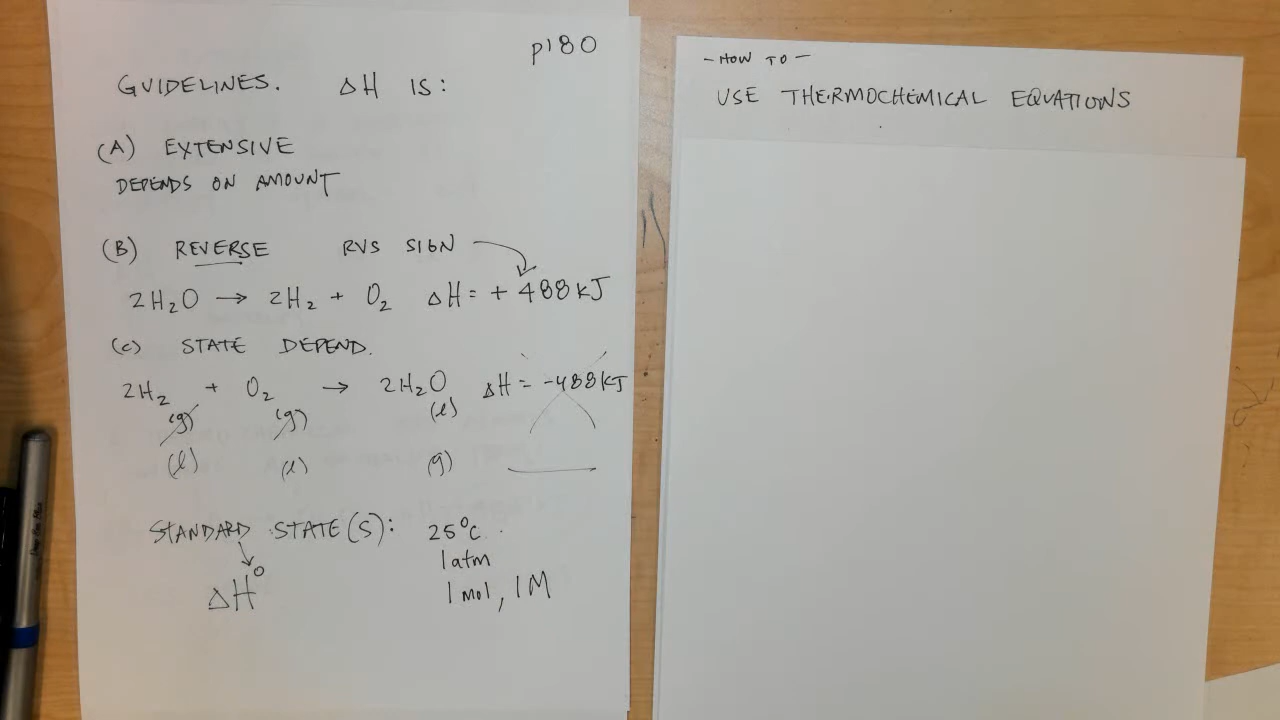 p180
GUIDELINES. ΔH IS:
(A) EXTENSIVE
DEPENDS ON AMOUNT
(B) REVERSE RVS SIGN
2H₂O → 2H₂ + O₂ ΔH = + 488 kJ
(C) STATE DEPEND.
2H₂ + O₂ → 2H₂O ΔH = -488 kJ
(g) (g) (l)
(l) (l) (g)
STANDARD STATE(S): 25°C
1 atm
ΔH° 1 mol, 1 M
- HOW TO -
USE THERMOCHEMICAL EQUATIONS